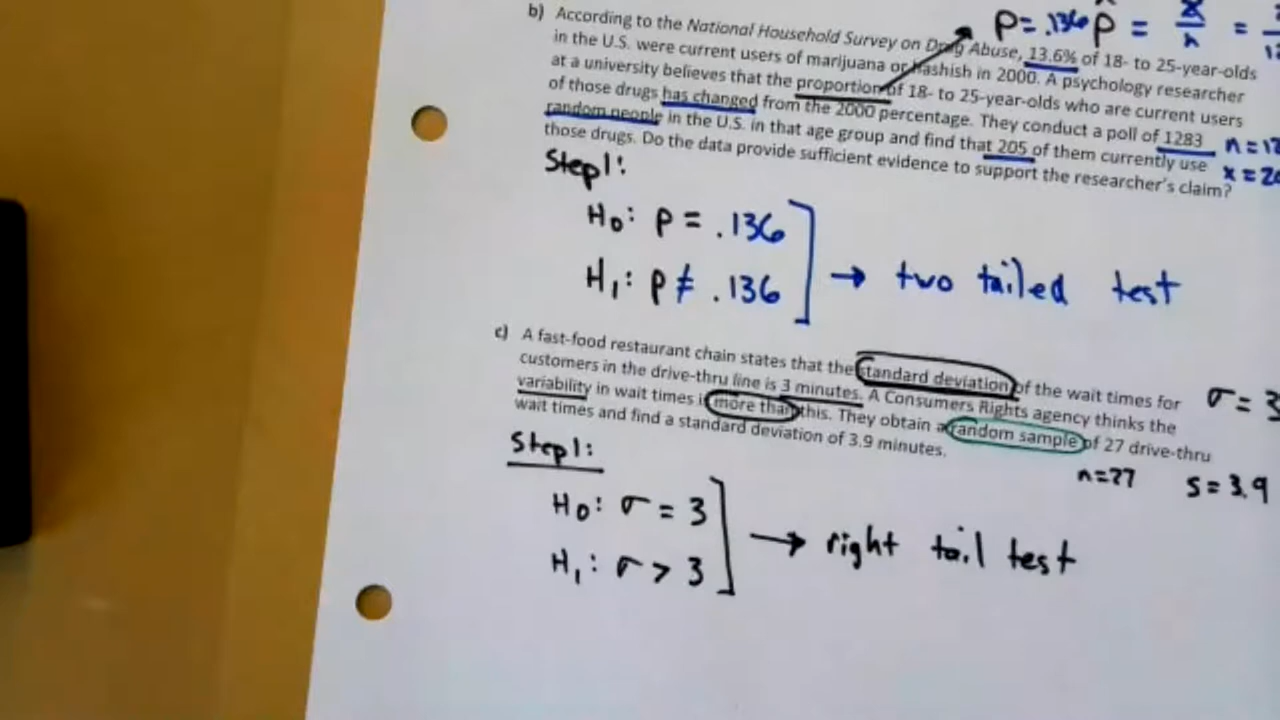 P = .136 p̂ = x/n =
b) According to the National Household Survey on Drug Abuse, 13.6% of 18- to 25-year-olds
in the U.S. were current users of marijuana or hashish in 2000. A psychology researcher
at a university believes that the proportion of 18- to 25-year-olds who are current users
of those drugs has changed from the 2000 percentage. They conduct a poll of 1283
random people in the U.S. in that age group and find that 205 of them currently use
those drugs. Do the data provide sufficient evidence to support the researcher's claim?
n = 12
x = 20
Step1:
H0: P = .136
H1: P ≠ .136
→ two tailed test
c) A fast-food restaurant chain states that the standard deviation of the wait times for
customers in the drive-thru line is 3 minutes. A Consumers Rights agency thinks the
variability in wait times is more than this. They obtain a random sample of 27 drive-thru
wait times and find a standard deviation of 3.9 minutes.
σ = 3
n=27 s = 3.9
Step1:
H0: σ = 3
H1: σ > 3
→ right tail test